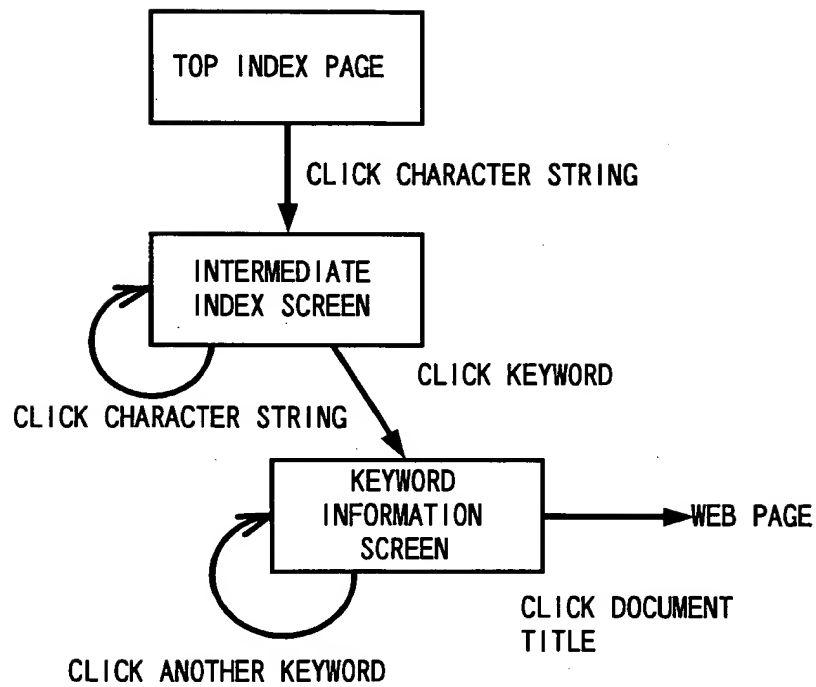 TOP INDEX PAGE
CLICK CHARACTER STRING
INTERMEDIATE
INDEX SCREEN
CLICK KEYWORD
CLICK CHARACTER STRING
KEYWORD
INFORMATION
SCREEN
WEB PAGE
CLICK DOCUMENT
TITLE
CLICK ANOTHER KEYWORD